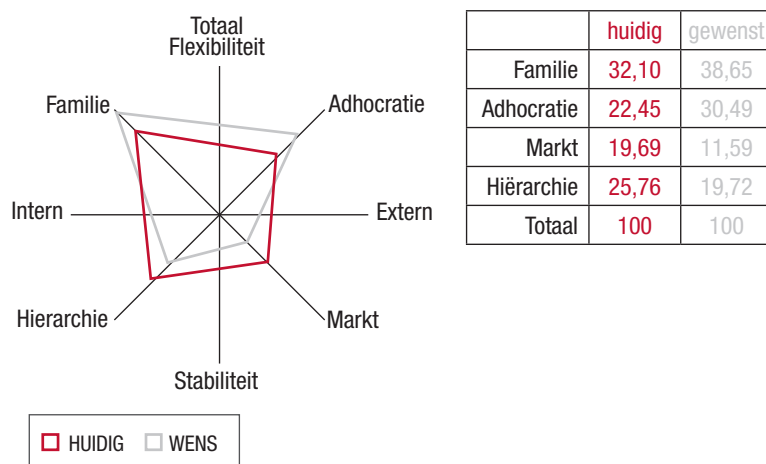 Totaal
Flexibiliteit
Familie
Adhocratie
Intern
Extern
Hierarchie
Markt
Stabiliteit
HUIDIG WENS
huidig gewenst
Familie 32,10 38,65
Adhocratie 22,45 30,49
Markt 19,69 11,59
Hiërarchie 25,76 19,72
Totaal 100 100